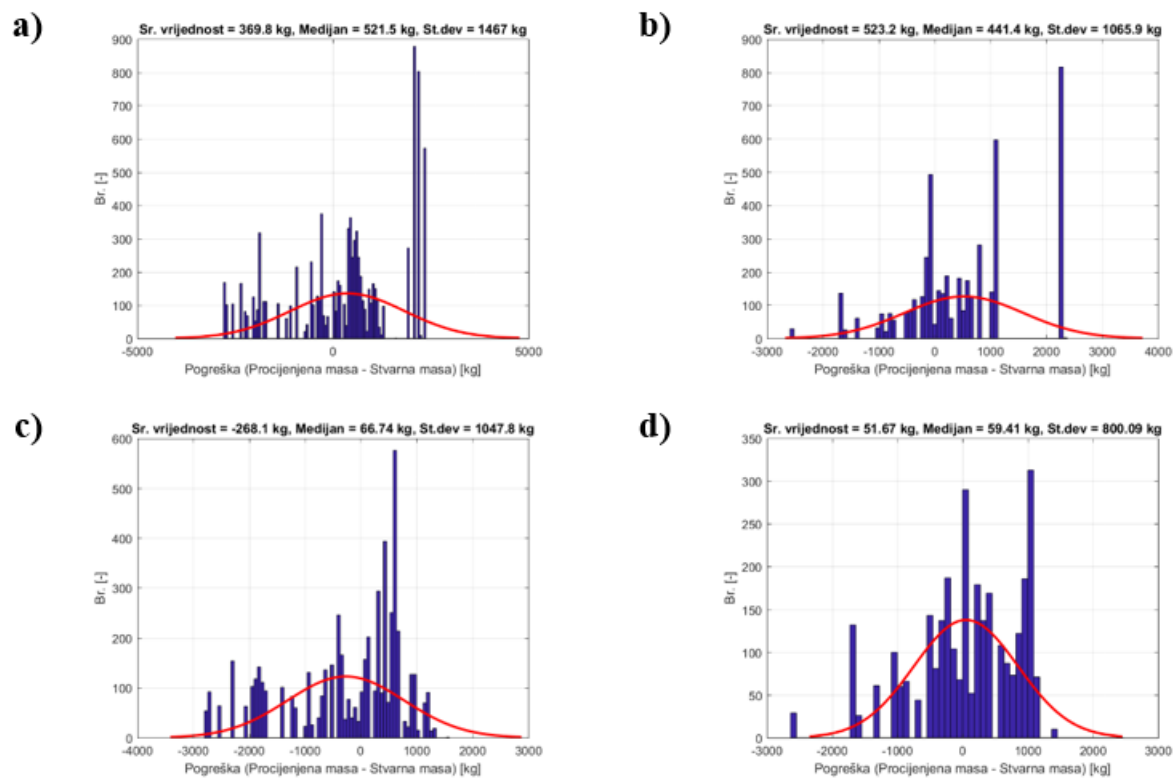 a)
Sr. vrijednost = 369.8 kg, Medijan = 521.5 kg, St.dev = 1467 kg
900
800
700
600
500
400
300
200
100
0
Br. [-]
-5000 0 5000
Pogreška (Procijenjena masa - Stvarna masa) [kg]
b)
Sr. vrijednost = 523.2 kg, Medijan = 441.4 kg, St.dev = 1065.9 kg
900
800
700
600
500
400
300
200
100
0
Br. [-]
-3000 -2000 -1000 0 1000 2000 3000 4000
Pogreška (Procijenjena masa - Stvarna masa) [kg]
c)
Sr. vrijednost = -268.1 kg, Medijan = 66.74 kg, St.dev = 1047.8 kg
600
500
400
300
200
100
0
Br. [-]
-4000 -3000 -2000 -1000 0 1000 2000 3000
Pogreška (Procijenjena masa - Stvarna masa) [kg]
d)
Sr. vrijednost = 51.67 kg, Medijan = 59.41 kg, St.dev = 800.09 kg
350
300
250
200
150
100
50
0
Br. [-]
-3000 -2000 -1000 0 1000 2000 3000
Pogreška (Procijenjena masa - Stvarna masa) [kg]